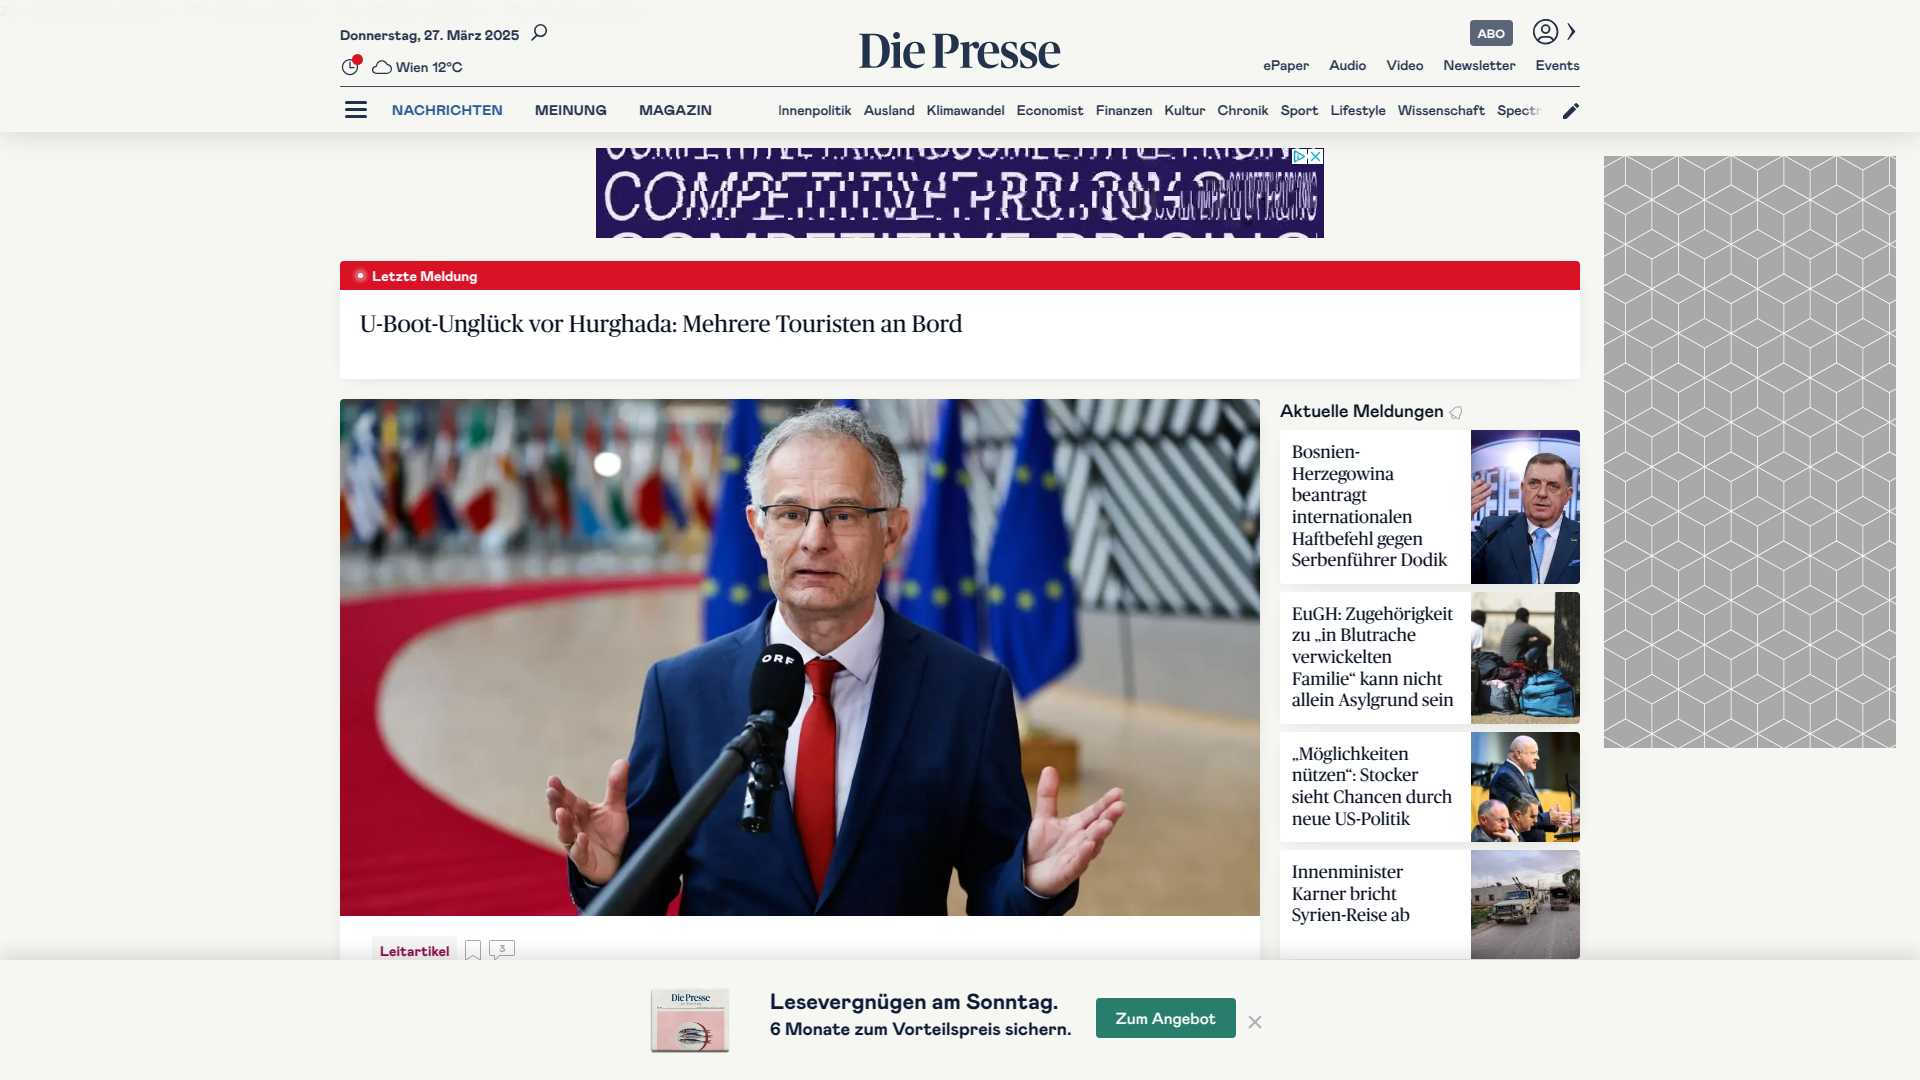 Donnerstag, 27. März 2025
Die Presse
ABO
Wien 12°C
ePaper Audio Video Newsletter Events
NACHRICHTEN MEINUNG MAGAZIN
Innenpolitik Ausland Klimawandel Economist Finanzen Kultur Chronik Sport Lifestyle Wissenschaft Spectr
COMPETITIVE PRICING
Letzte Meldung
U-Boot-Unglück vor Hurghada: Mehrere Touristen an Bord
ORF
Leitartikel
3
Aktuelle Meldungen
Bosnien-
Herzegowina
beantragt
internationalen
Haftbefehl gegen
Serbenführer Dodik
EuGH: Zugehörigkeit
zu „in Blutrache
verwickelten
Familie“ kann nicht
allein Asylgrund sein
„Möglichkeiten
nützen“: Stocker
sieht Chancen durch
neue US-Politik
Innenminister
Karner bricht
Syrien-Reise ab
Die Presse
Lesevergnügen am Sonntag.
6 Monate zum Vorteilspreis sichern.
Zum Angebot